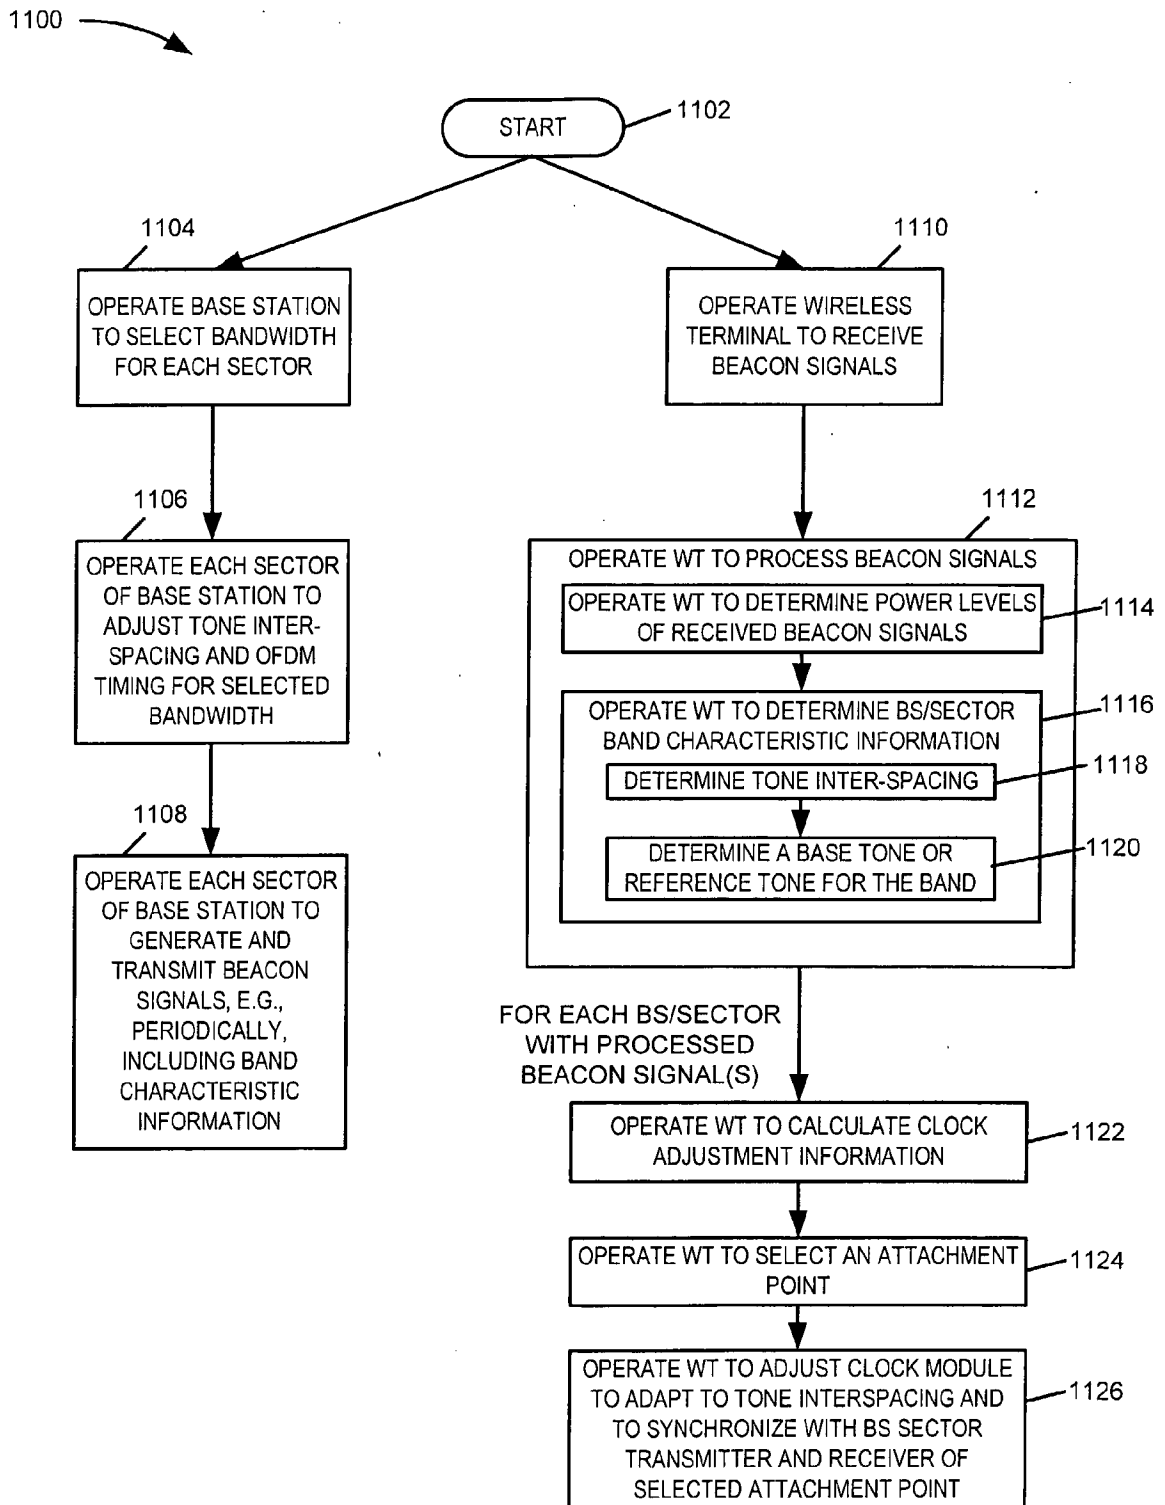 1100
START
1102
1104
OPERATE BASE STATION
TO SELECT BANDWIDTH
FOR EACH SECTOR
1106
OPERATE EACH SECTOR
OF BASE STATION TO
ADJUST TONE INTER-
SPACING AND OFDM
TIMING FOR SELECTED
BANDWIDTH
1108
OPERATE EACH SECTOR
OF BASE STATION TO
GENERATE AND
TRANSMIT BEACON
SIGNALS, E.G.,
PERIODICALLY,
INCLUDING BAND
CHARACTERISTIC
INFORMATION
1110
OPERATE WIRELESS
TERMINAL TO RECEIVE
BEACON SIGNALS
1112
OPERATE WT TO PROCESS BEACON SIGNALS
OPERATE WT TO DETERMINE POWER LEVELS
OF RECEIVED BEACON SIGNALS
1114
OPERATE WT TO DETERMINE BS/SECTOR
BAND CHARACTERISTIC INFORMATION
1116
DETERMINE TONE INTER-SPACING
1118
DETERMINE A BASE TONE OR
REFERENCE TONE FOR THE BAND
1120
FOR EACH BS/SECTOR
WITH PROCESSED
BEACON SIGNAL(S)
OPERATE WT TO CALCULATE CLOCK
ADJUSTMENT INFORMATION
1122
OPERATE WT TO SELECT AN ATTACHMENT
POINT
1124
OPERATE WT TO ADJUST CLOCK MODULE
TO ADAPT TO TONE INTERSPACING AND
TO SYNCHRONIZE WITH BS SECTOR
TRANSMITTER AND RECEIVER OF
SELECTED ATTACHMENT POINT
1126